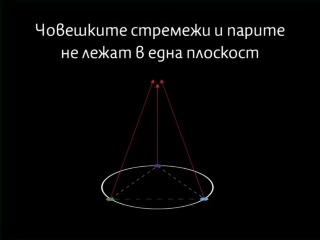 Човешките стремежи и парите
не лежат в една плоскост